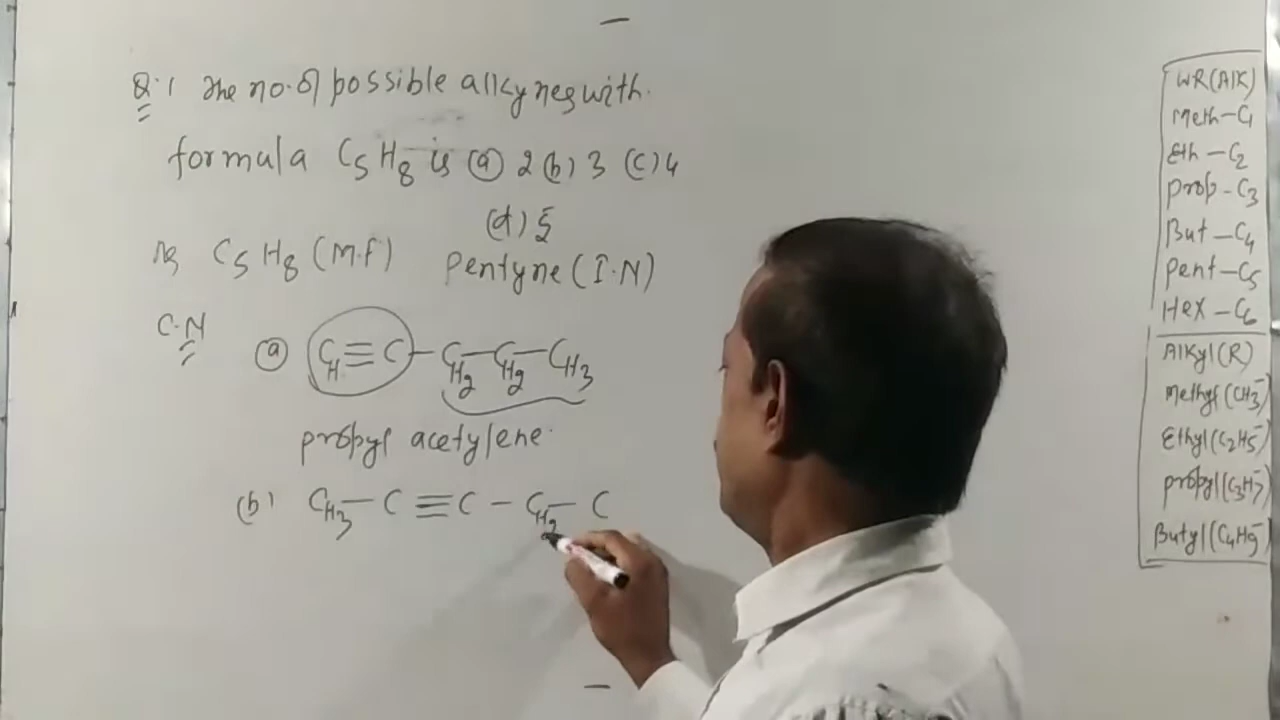 Q.1 The no. of possible alkynes with
formula C5H8 is (a) 2 (b) 3 (c) 4
(d) 5
As C5H8 (M.F) Pentyne (I.N)
C.N
(a) CH≡C–CH2–CH2–CH3
propyl acetylene.
(b) CH3–C≡C–CH2–C
WR(Alk)
Meth–C1
Eth–C2
Prop–C3
But–C4
Pent–C5
Hex–C6
Alkyl(R)
Methyl(CH3–)
Ethyl(C2H5–)
propyl(C3H7–)
Butyl(C4H9–)